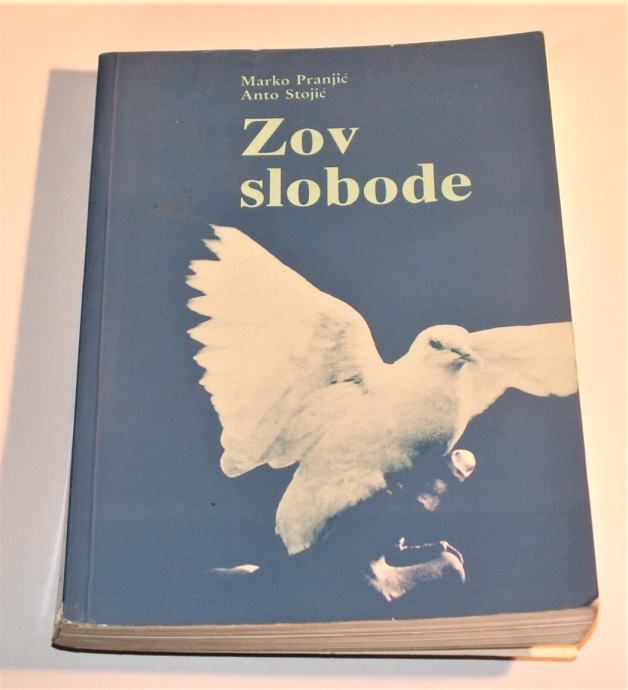 Marko Pranjić
Anto Stojić
Zov
slobode